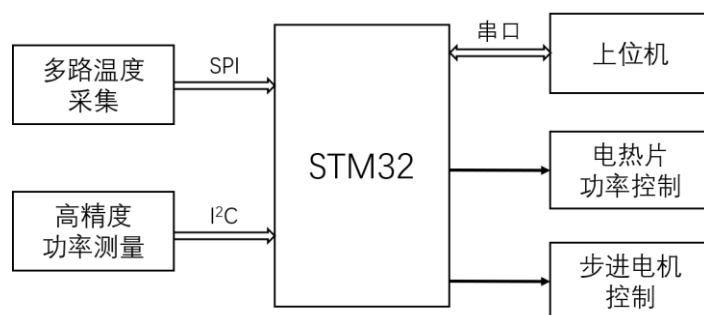 多路温度
采集
SPI
高精度
功率测量
I²C
STM32
串口
上位机
电热片
功率控制
步进电机
控制